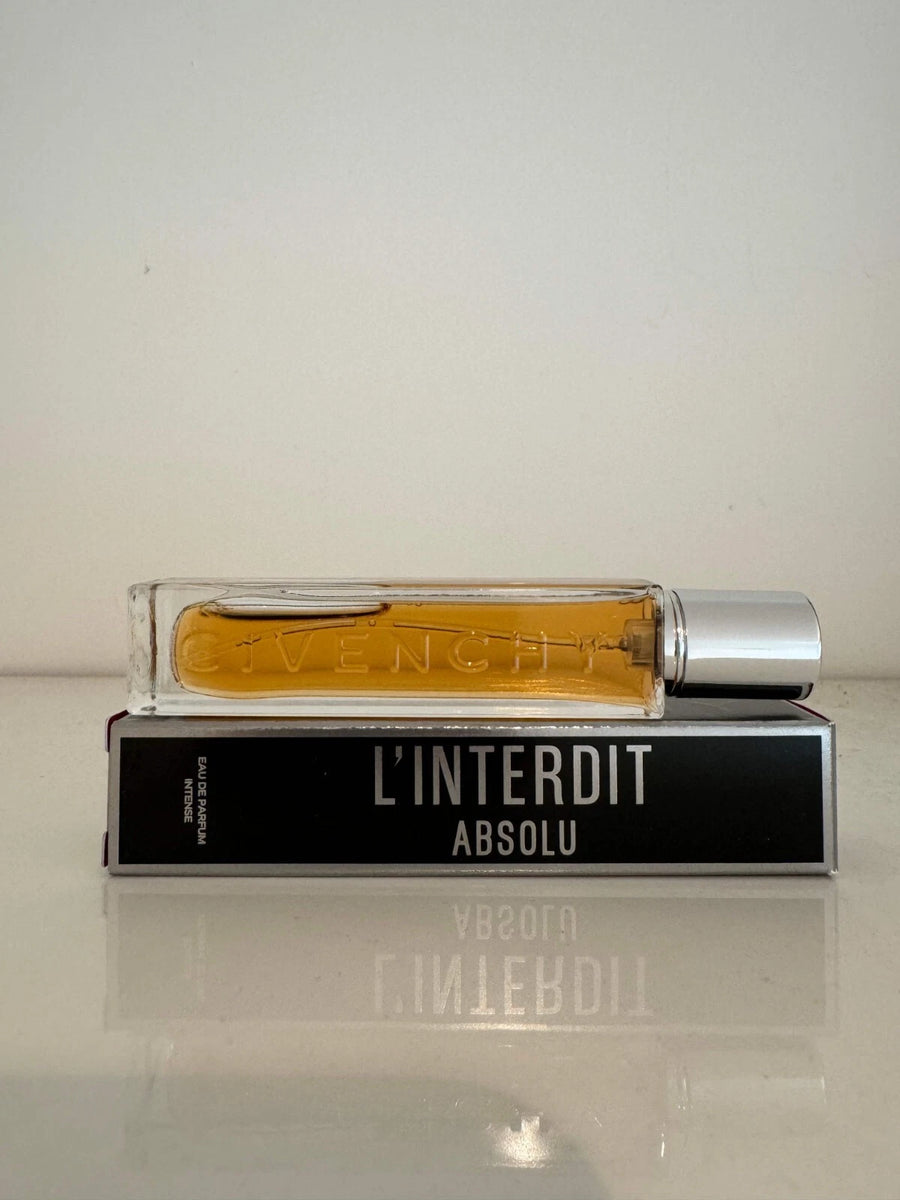 GIVENCHY
L'INTERDIT
ABSOLU
EAU DE PARFUM
INTENSE